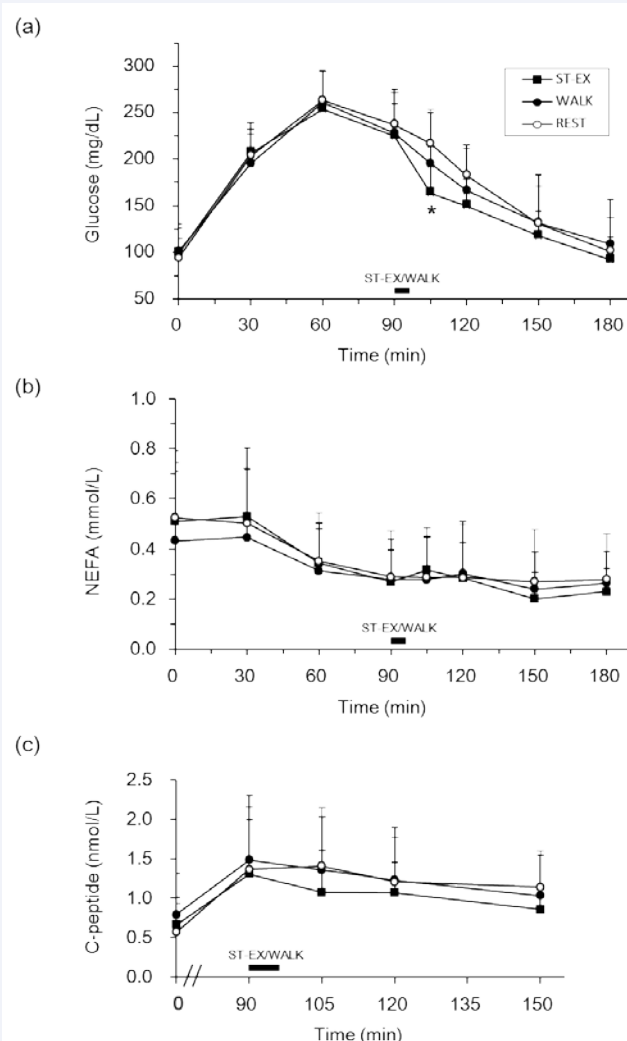 (a)
Glucose (mg/dL)
300
250
200
150
100
50
ST-EX
WALK
REST
*
ST-EX/WALK
0 30 60 90 120 150 180
Time (min)
(b)
NEFA (mmol/L)
1.0
0.8
0.6
0.4
0.2
0.0
ST-EX/WALK
0 30 60 90 120 150 180
Time (min)
(c)
C-peptide (nmol/L)
2.5
2.0
1.5
1.0
0.5
0.0
ST-EX/WALK
0 90 105 120 135 150
Time (min)